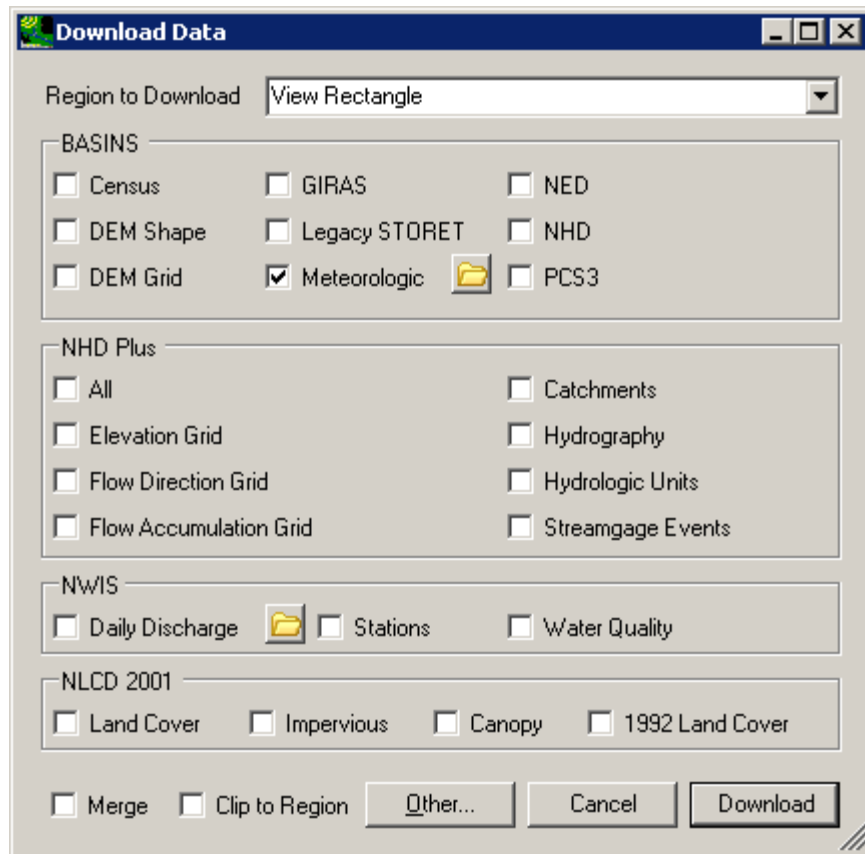 Download Data
Region to Download View Rectangle
BASINS
Census GIRAS NED
DEM Shape Legacy STORET NHD
DEM Grid Meteorologic PCS3
NHD Plus
All Catchments
Elevation Grid Hydrography
Flow Direction Grid Hydrologic Units
Flow Accumulation Grid Streamgage Events
NWIS
Daily Discharge Stations Water Quality
NLCD 2001
Land Cover Impervious Canopy 1992 Land Cover
Merge Clip to Region Other... Cancel Download